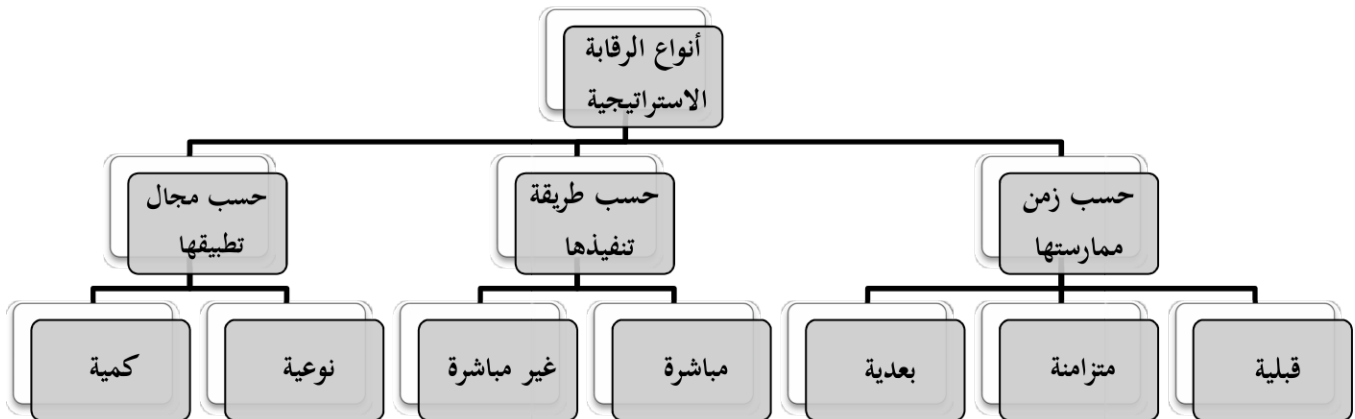 أنواع الرقابة
الاستراتيجية
حسب زمن
ممارستها
حسب طريقة
تنفيذها
حسب مجال
تطبيقها
قبلية
متزامنة
بعدية
مباشرة
غير مباشرة
نوعية
كمية